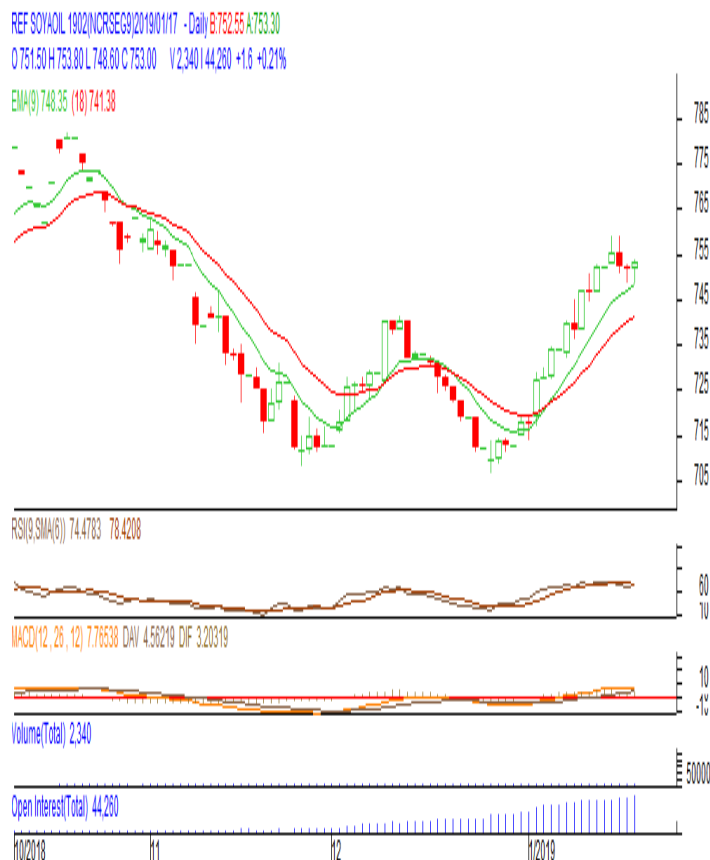 REF SOYAOIL 1902(NCRSEG9)2019/01/17 - Daily B:752.55 A:753.30
O 751.50 H 753.80 L 748.60 C 753.00 V 2,340 I 44,260 +1.6 +0.21%
EMA(9) 748.35 (18) 741.38
785
775
765
755
745
735
725
715
705
RSI(9,SMA(6)) 74.4783 78.4208
60
10
MACD(12 , 26 , 12) 7.76538 DAV 4.56219 DIF 3.20319
10
Volume(Total) 2,340
50000
Open Interest(Total) 44,260
10/2018 11 12 1/2019